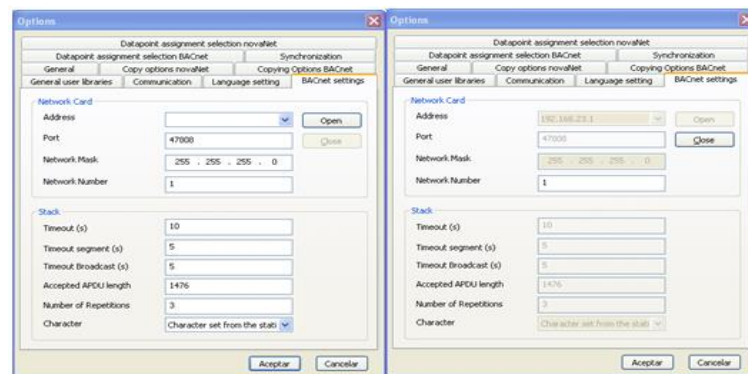 Options
Datapoint assignment selection novaNet
Datapoint assignment selection BACnet
Synchronization
General
Copy options novaNet
Copying Options BACnet
General user libraries
Communication
Language setting
BACnet settings
Network Card
Address
Open
Port
47808
Close
Network Mask
255 . 255 . 255 . 0
Network Number
1
Stack
Timeout (s)
10
Timeout segment (s)
5
Timeout Broadcast (s)
5
Accepted APDU length
1476
Number of Repetitions
3
Character
Character set from the stati
Aceptar
Cancelar
Options
Datapoint assignment selection novaNet
Datapoint assignment selection BACnet
Synchronization
General
Copy options novaNet
Copying Options BACnet
General user libraries
Communication
Language setting
BACnet settings
Network Card
Address
192.168.23.1
Open
Port
47808
Close
Network Mask
255 . 255 . 255 . 0
Network Number
1
Stack
Timeout (s)
10
Timeout segment (s)
5
Timeout Broadcast (s)
5
Accepted APDU length
1476
Number of Repetitions
3
Character
Character set from the stati
Aceptar
Cancelar